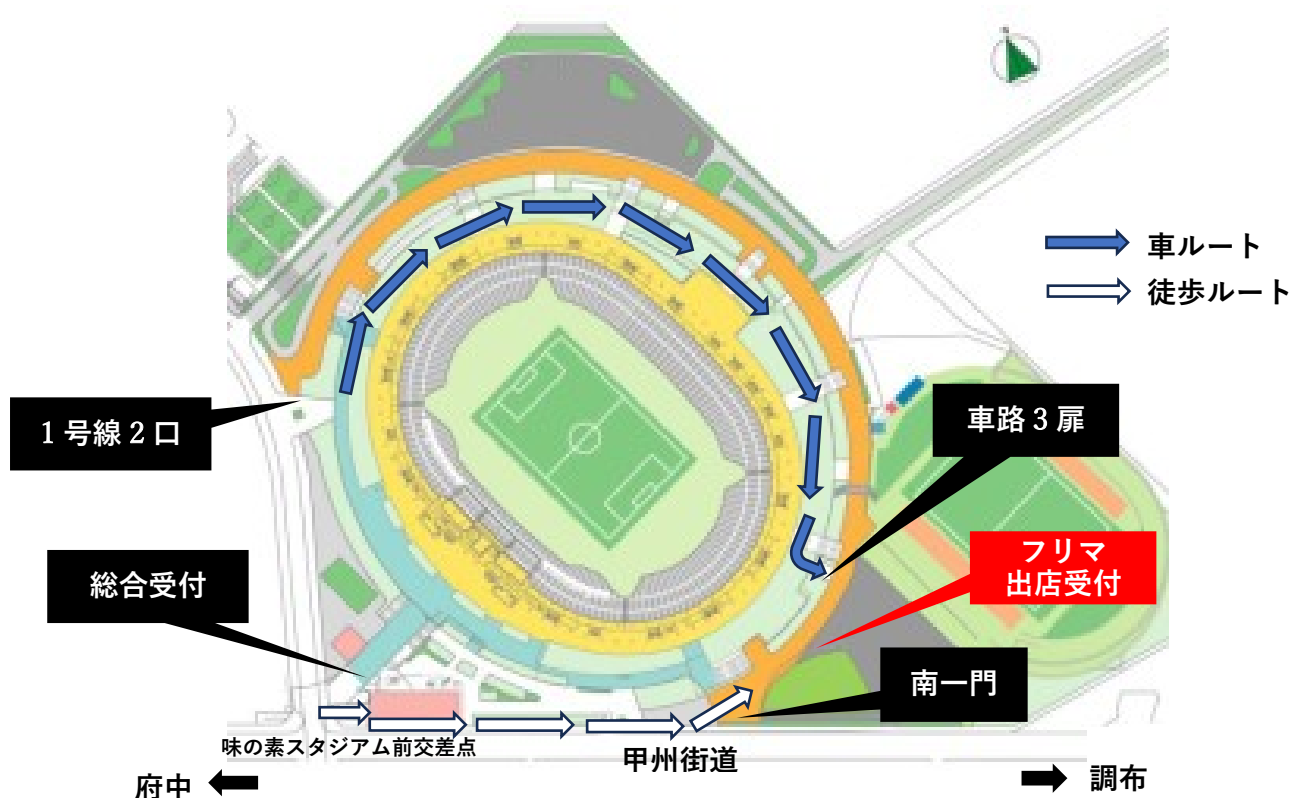 車ルート
徒歩ルート
1号線2口
車路3扉
フリマ
出店受付
総合受付
南一門
味の素スタジアム前交差点
甲州街道
府中
調布